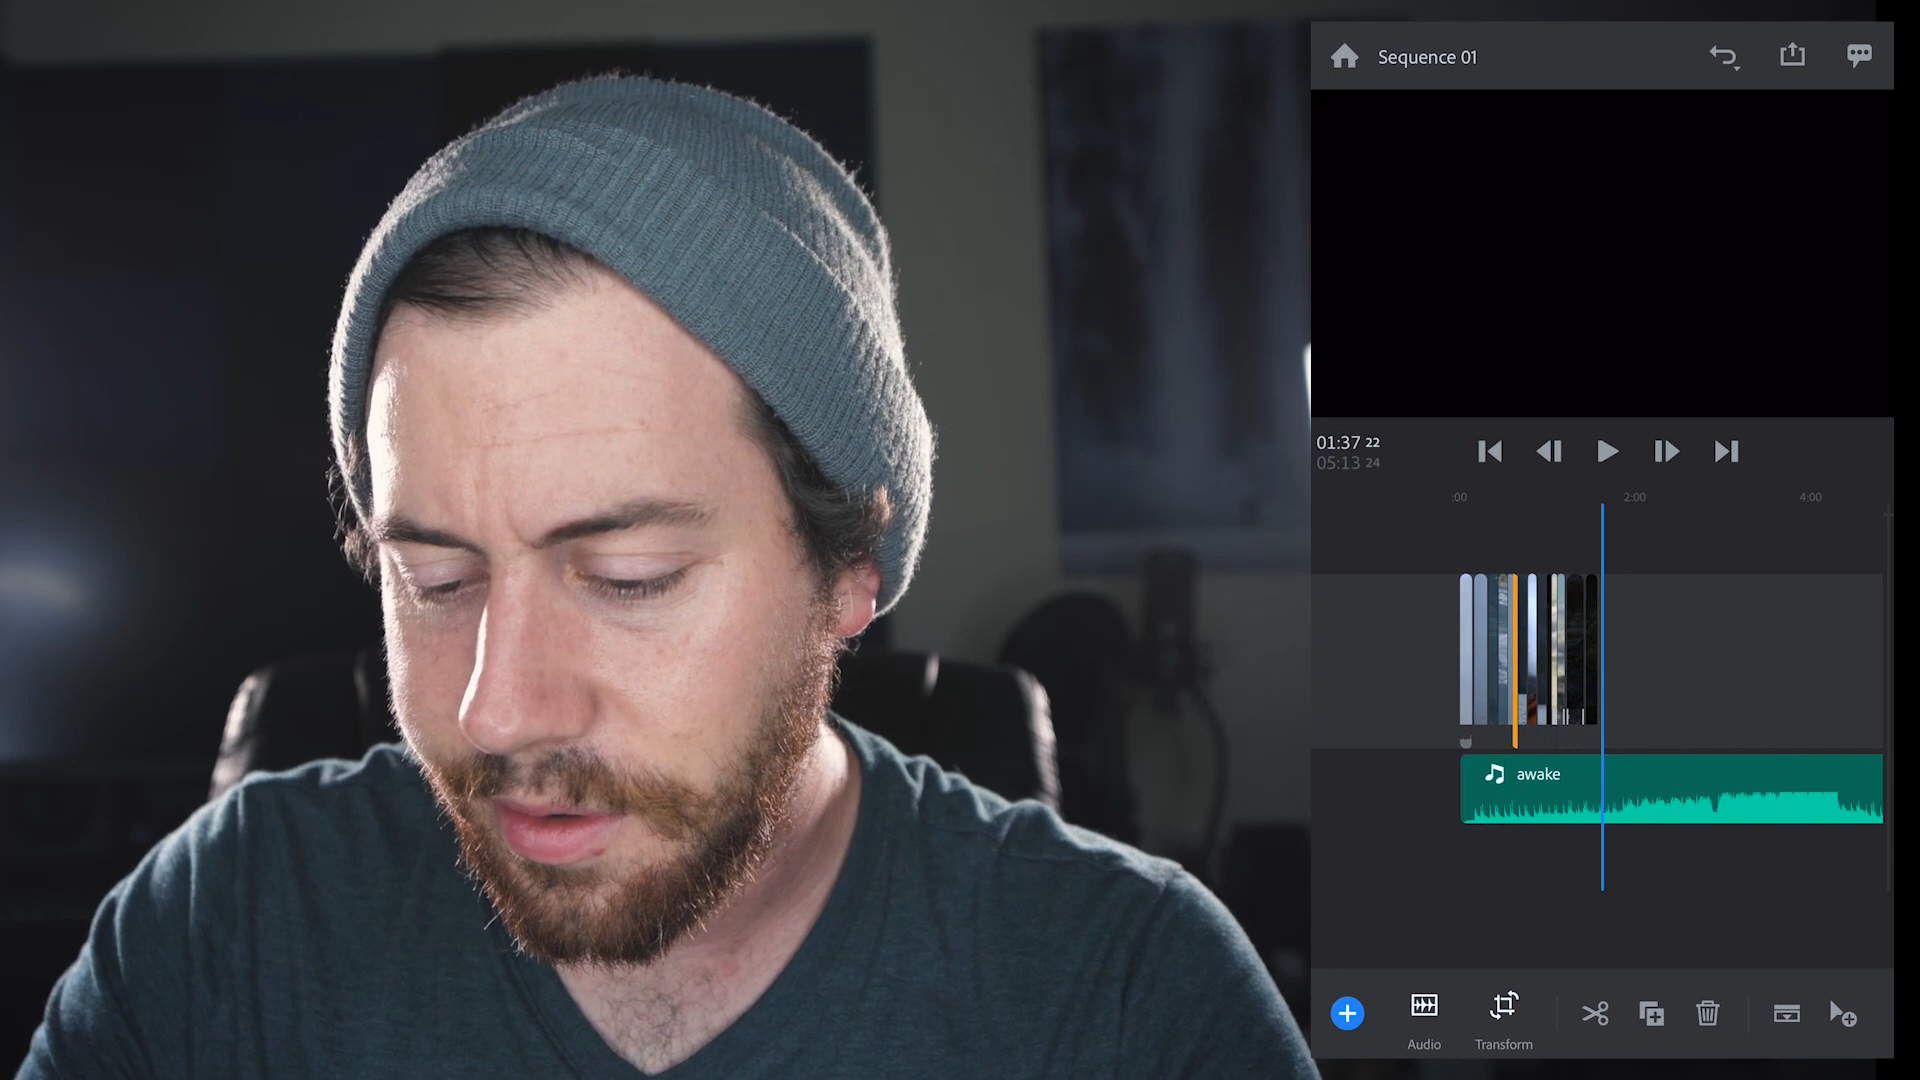 Sequence 01
01:37 22
05:13 24
:00 2:00 4:00
awake
Audio Transform